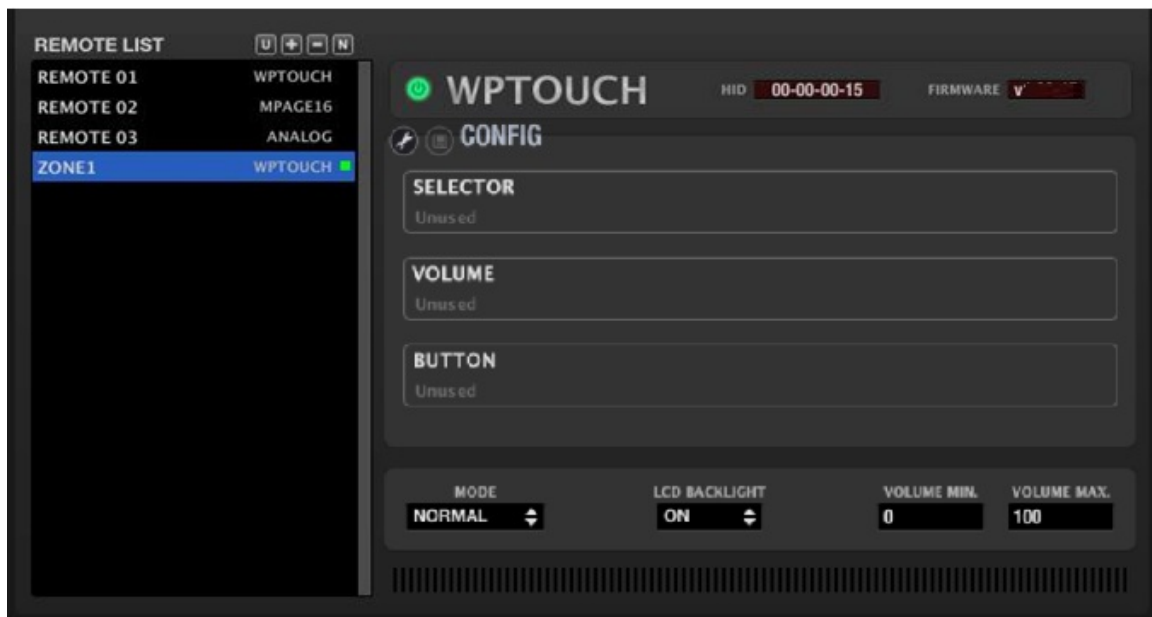 REMOTE LIST U + - N
REMOTE 01 WPTOUCH
REMOTE 02 MPAGE16
REMOTE 03 ANALOG
ZONE1 WPTOUCH
WPTOUCH HID 00-00-00-15 FIRMWARE
CONFIG
SELECTOR
Unused
VOLUME
Unused
BUTTON
Unused
MODE LCD BACKLIGHT VOLUME MIN. VOLUME MAX.
NORMAL ON 0 100